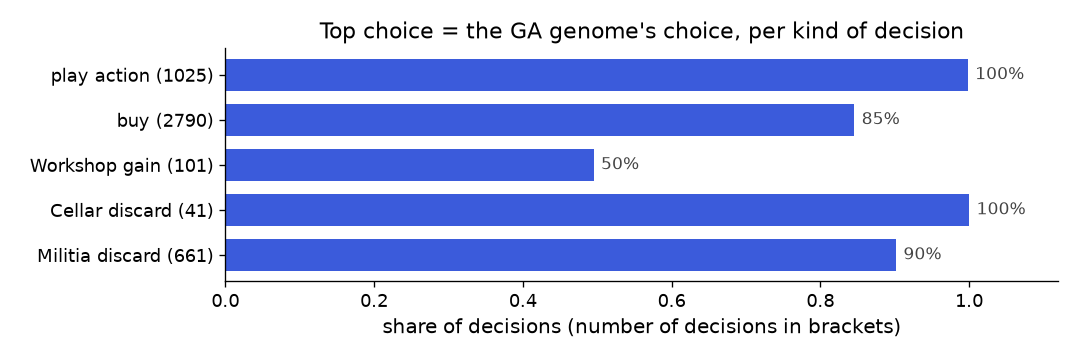 Top choice = the GA genome's choice, per kind of decision
play action (1025)
100%
buy (2790)
85%
Workshop gain (101)
50%
Cellar discard (41)
100%
Militia discard (661)
90%
0.0 0.2 0.4 0.6 0.8 1.0
share of decisions (number of decisions in brackets)